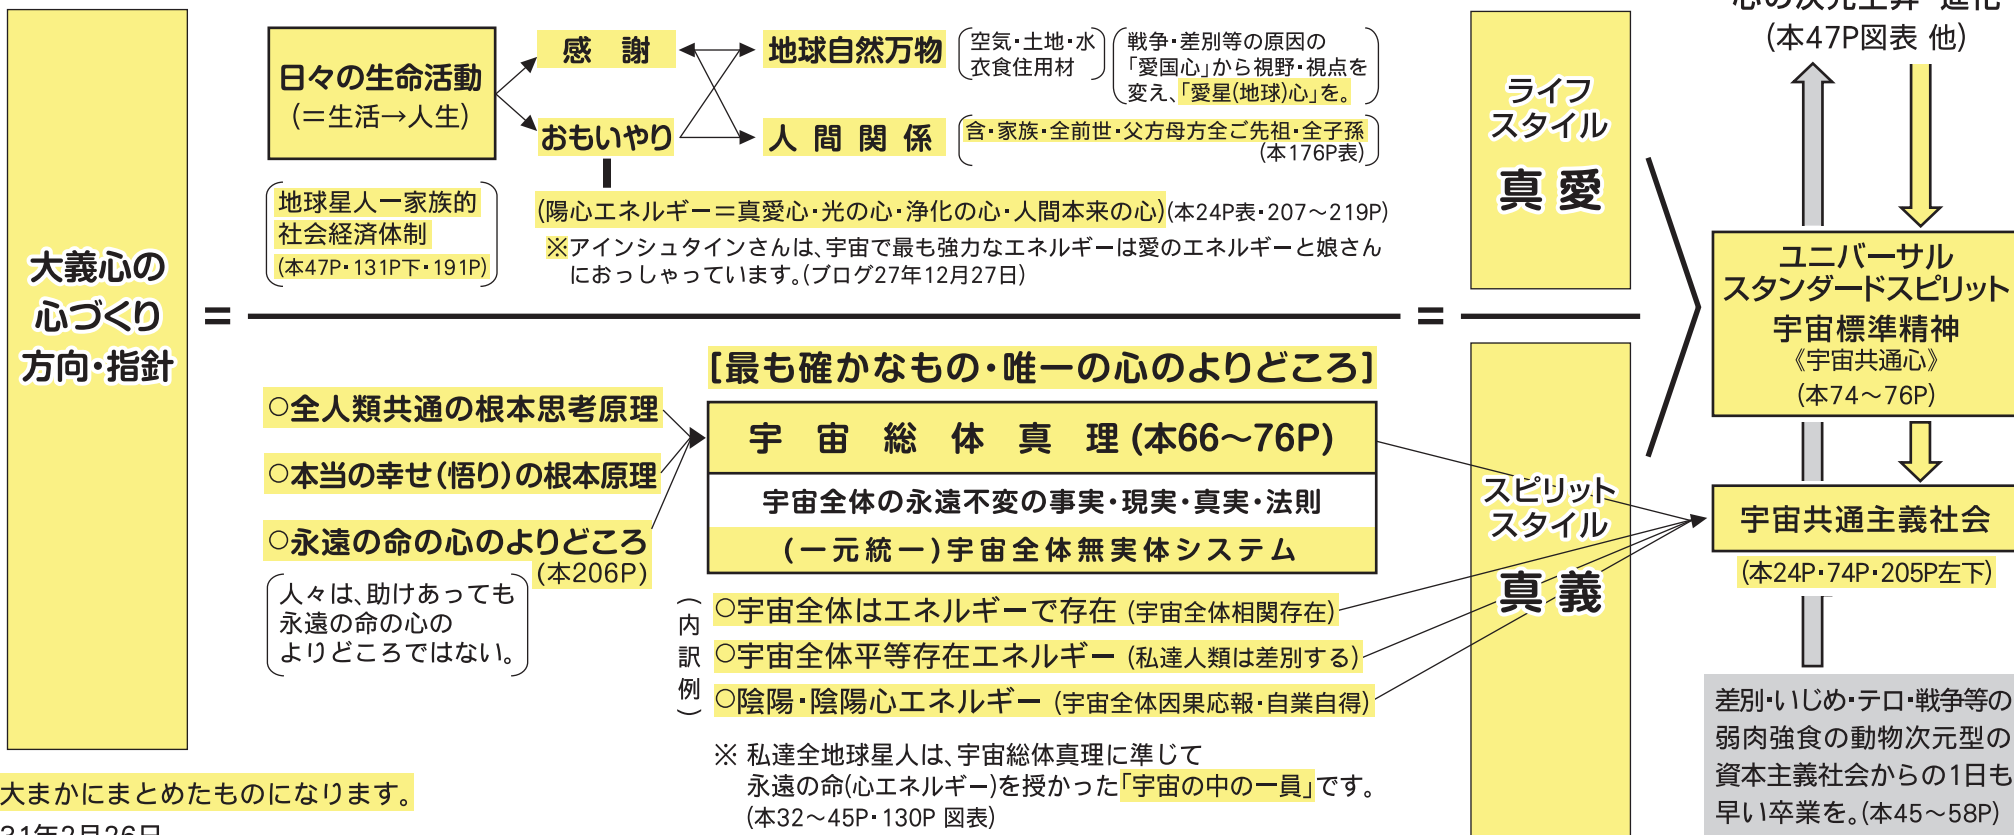 大義心の
心づくり
方向・指針
=
日々の生命活動
(=生活→人生)
感 謝
おもいやり
地球自然万物
人 間 関 係
空気・土地・水
衣食住用材
戦争・差別等の原因の
「愛国心」から視野・視点を
変え、「愛星(地球)心」を。
含・家族・全前世・父方母方全ご先祖・全子孫
(本176P表)
地球星人一家族的
社会経済体制
(本47P・131P下・191P)
(陽心エネルギー=真愛心・光の心・浄化の心・人間本来の心)(本24P表・207～219P)
※アインシュタインさんは、宇宙で最も強力なエネルギーは愛のエネルギーと娘さん
におっしゃっています。(ブログ27年12月27日)
[最も確かなもの・唯一の心のよりどころ]
○全人類共通の根本思考原理
○本当の幸せ(悟り)の根本原理
○永遠の命の心のよりどころ
(本206P)
人々は、助けあっても
永遠の命の心の
よりどころではない。
宇 宙 総 体 真 理 (本66～76P)
宇宙全体の永遠不変の事実・現実・真実・法則
(一元統一)宇宙全体無実体システム
(内訳例)
○宇宙全体はエネルギーで存在 (宇宙全体相関存在)
○宇宙全体平等存在エネルギー (私達人類は差別する)
○陰陽・陰陽心エネルギー (宇宙全体因果応報・自業自得)
※ 私達全地球星人は、宇宙総体真理に準じて
永遠の命(心エネルギー)を授かった「宇宙の中の一員」です。
(本32～45P・130P 図表)
=
ライフ
スタイル
真 愛
スピリット
スタイル
真 義
心の次元上昇・進化
(本47P図表 他)
ユニバーサル
スタンダードスピリット
宇宙標準精神
《宇宙共通心》
(本74～76P)
宇宙共通主義社会
(本24P・74P・205P左下)
差別・いじめ・テロ・戦争等の
弱肉強食の動物次元型の
資本主義社会からの1日も
早い卒業を。(本45～58P)
大まかにまとめたものになります。
31年2月26日